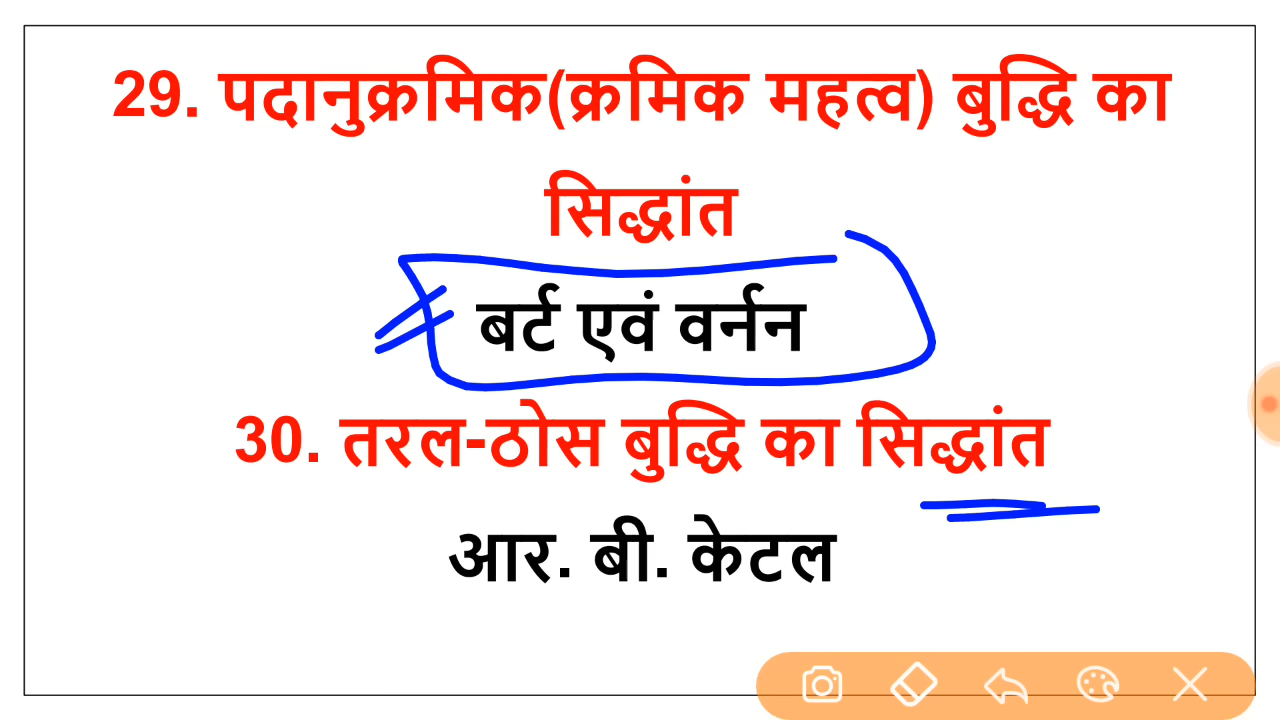 29. पदानुक्रमिक(क्रमिक महत्व) बुद्धि का
सिद्धांत
बर्ट एवं वर्नन
30. तरल-ठोस बुद्धि का सिद्धांत
आर. बी. केटल